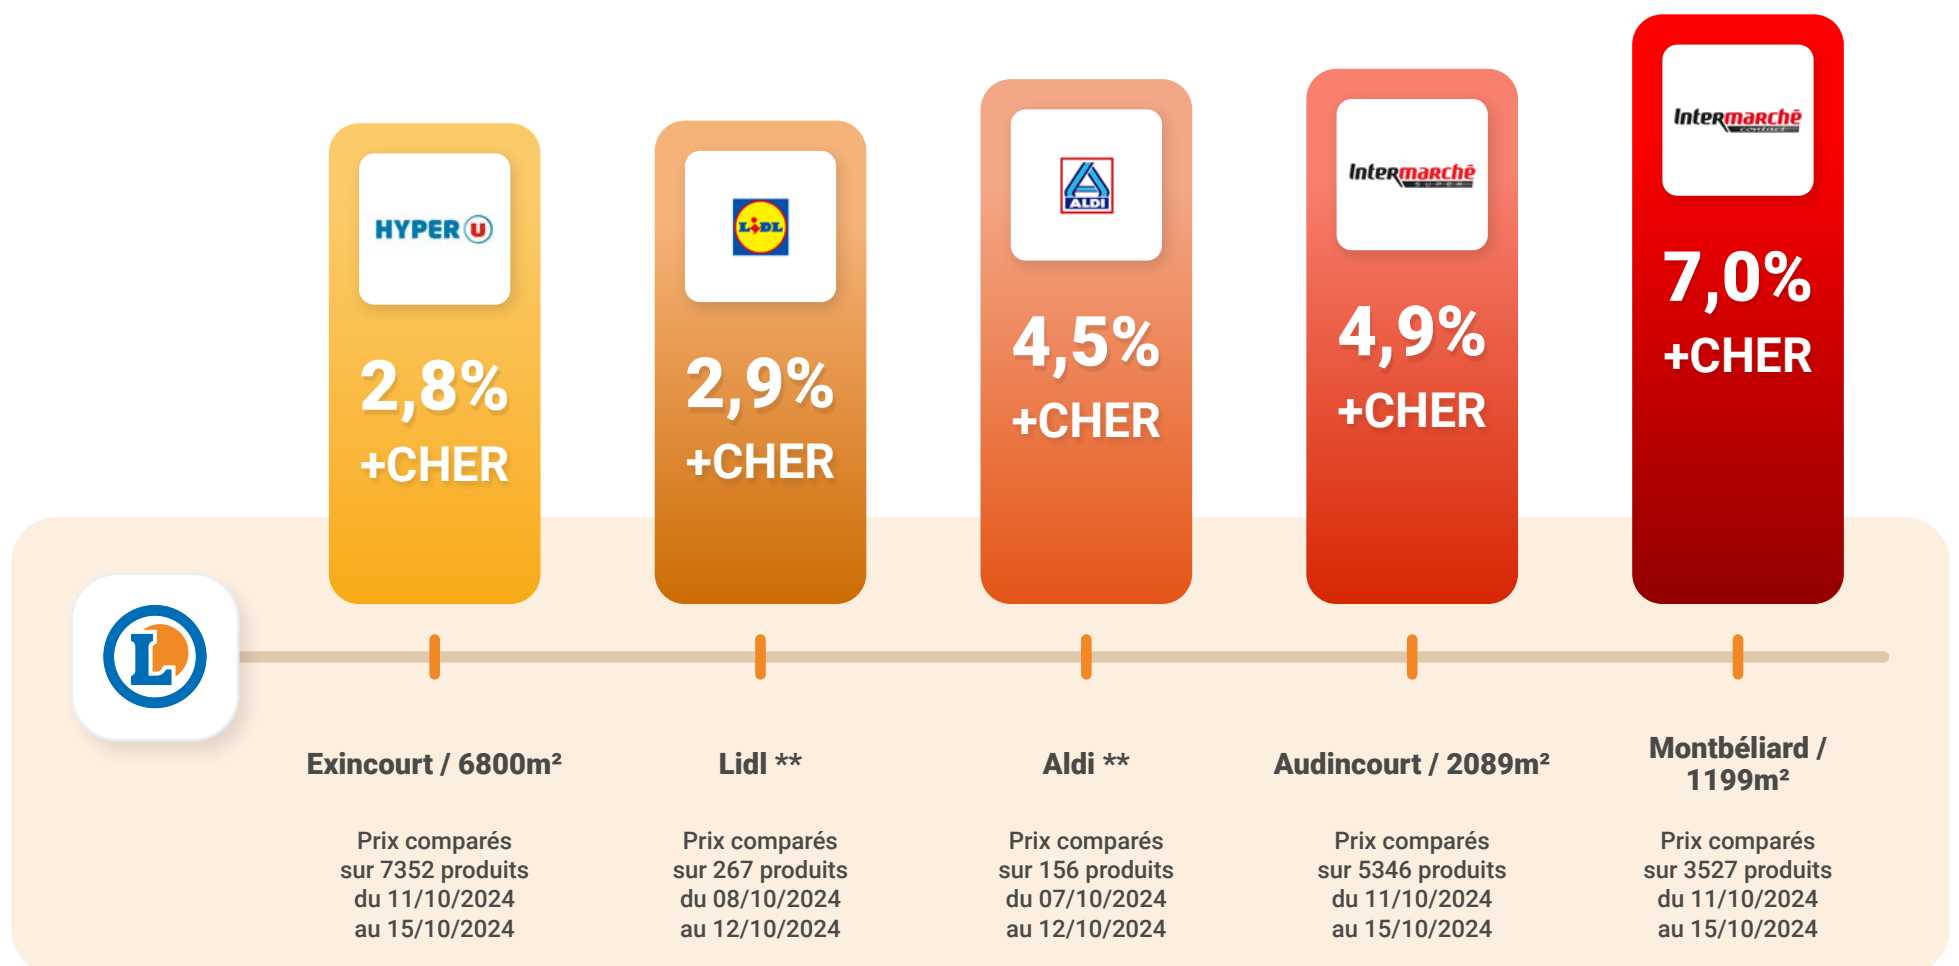 HYPER U
2,8%
+CHER
LIDL
2,9%
+CHER
ALDI
4,5%
+CHER
Intermarchē
SUPER
4,9%
+CHER
Intermarchē
contact
7,0%
+CHER
L
Exincourt / 6800m²
Prix comparés
sur 7352 produits
du 11/10/2024
au 15/10/2024
Lidl **
Prix comparés
sur 267 produits
du 08/10/2024
au 12/10/2024
Aldi **
Prix comparés
sur 156 produits
du 07/10/2024
au 12/10/2024
Audincourt / 2089m²
Prix comparés
sur 5346 produits
du 11/10/2024
au 15/10/2024
Montbéliard /
1199m²
Prix comparés
sur 3527 produits
du 11/10/2024
au 15/10/2024